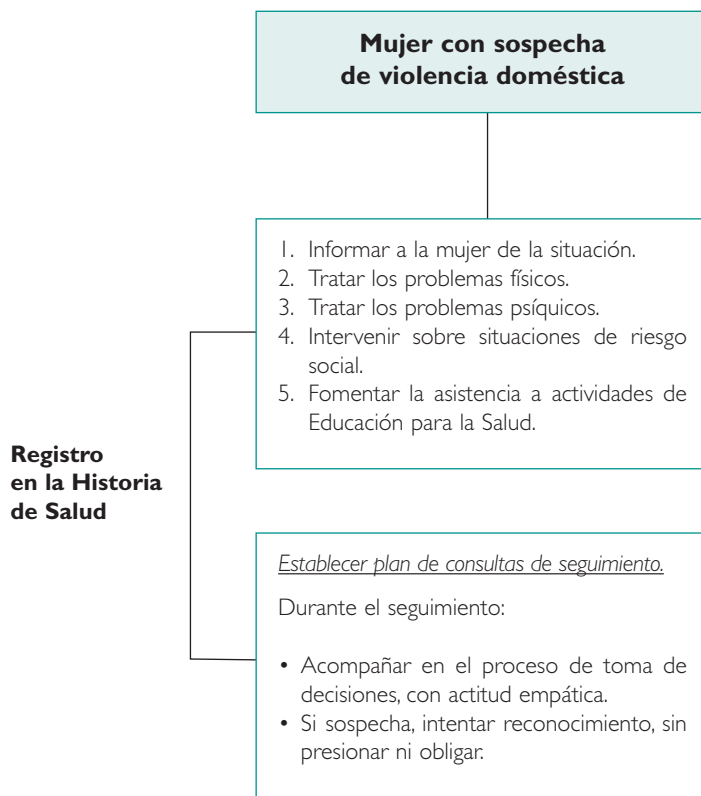 Mujer con sospecha
de violencia doméstica
1. Informar a la mujer de la situación.
2. Tratar los problemas físicos.
3. Tratar los problemas psíquicos.
4. Intervenir sobre situaciones de riesgo
social.
5. Fomentar la asistencia a actividades de
Educación para la Salud.
Registro
en la Historia
de Salud
Establecer plan de consultas de seguimiento.
Durante el seguimiento:
• Acompañar en el proceso de toma de
decisiones, con actitud empática.
• Si sospecha, intentar reconocimiento, sin
presionar ni obligar.